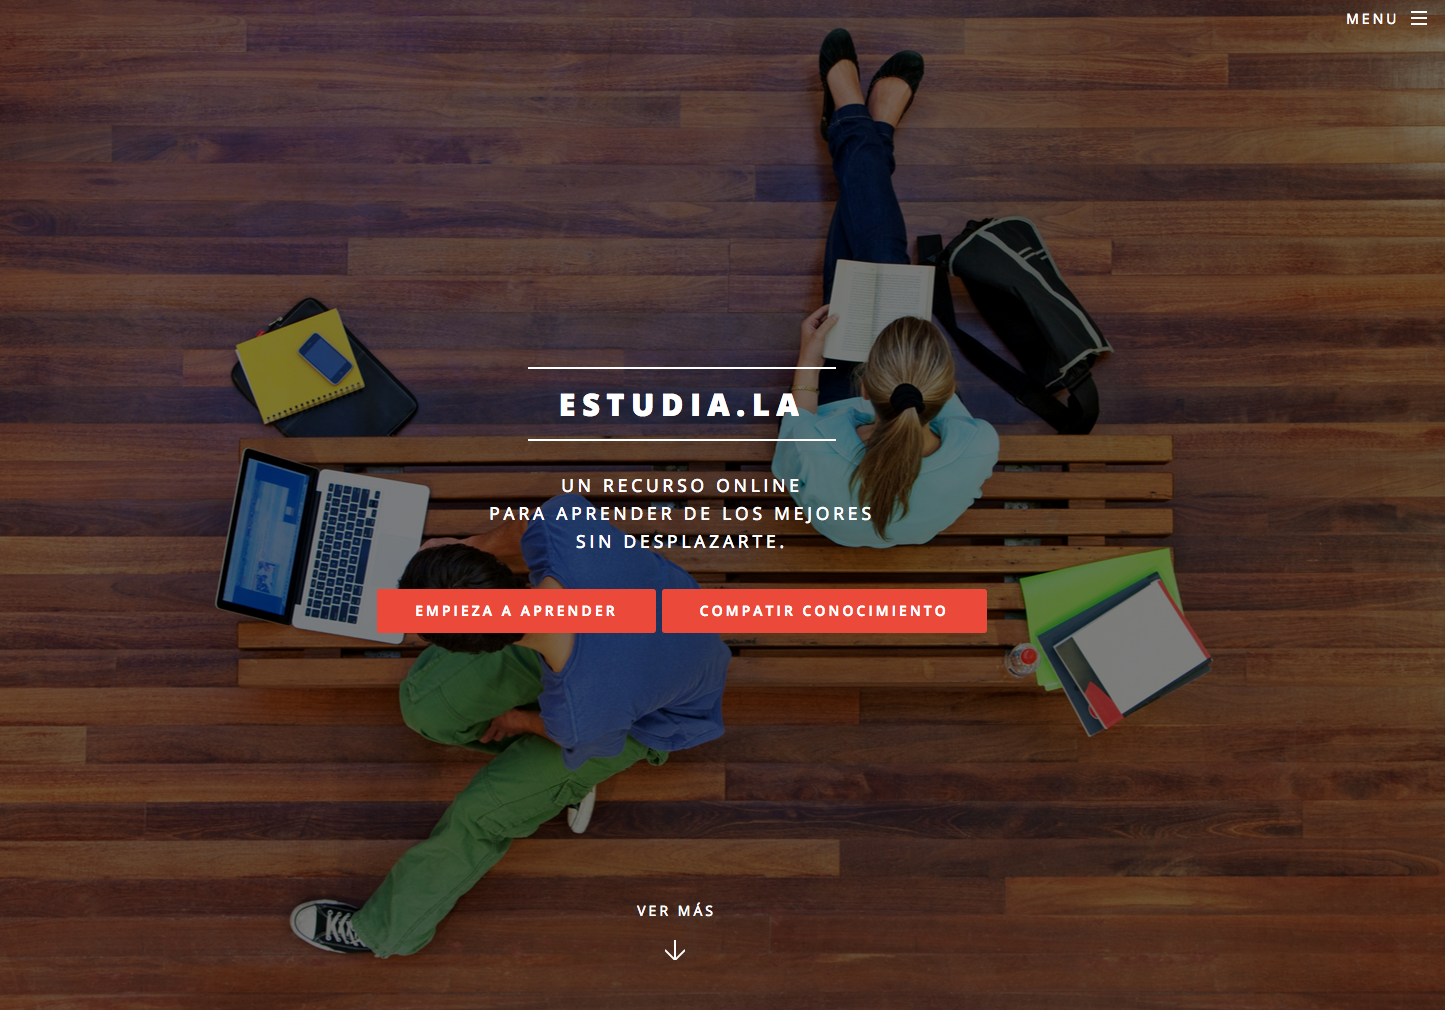 MENU
ESTUDIA.LA
UN RECURSO ONLINE
PARA APRENDER DE LOS MEJORES
SIN DESPLAZARTE.
EMPIEZA A APRENDER
COMPATIR CONOCIMIENTO
VER MÁS